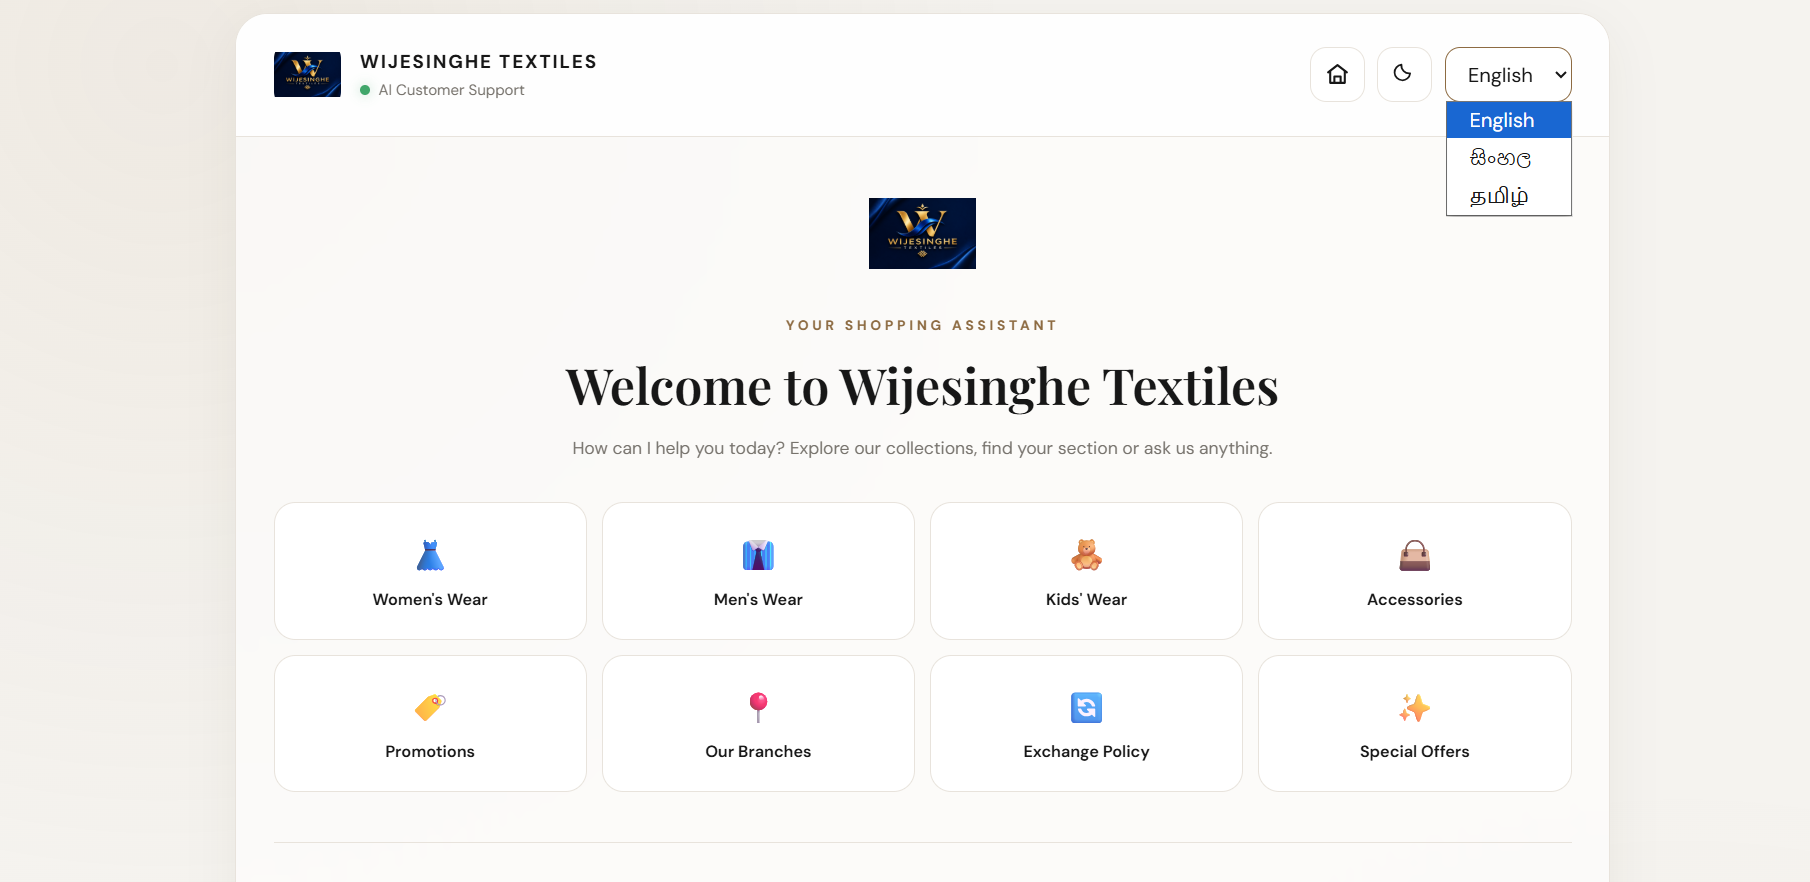 WIJESINGHE
WIJESINGHE TEXTILES
AI Customer Support
English
English
සිංහල
தமிழ்
WIJESINGHE
TEXTILES
YOUR SHOPPING ASSISTANT
Welcome to Wijesinghe Textiles
How can I help you today? Explore our collections, find your section or ask us anything.
Women's Wear
Men's Wear
Kids' Wear
Accessories
Promotions
Our Branches
Exchange Policy
Special Offers